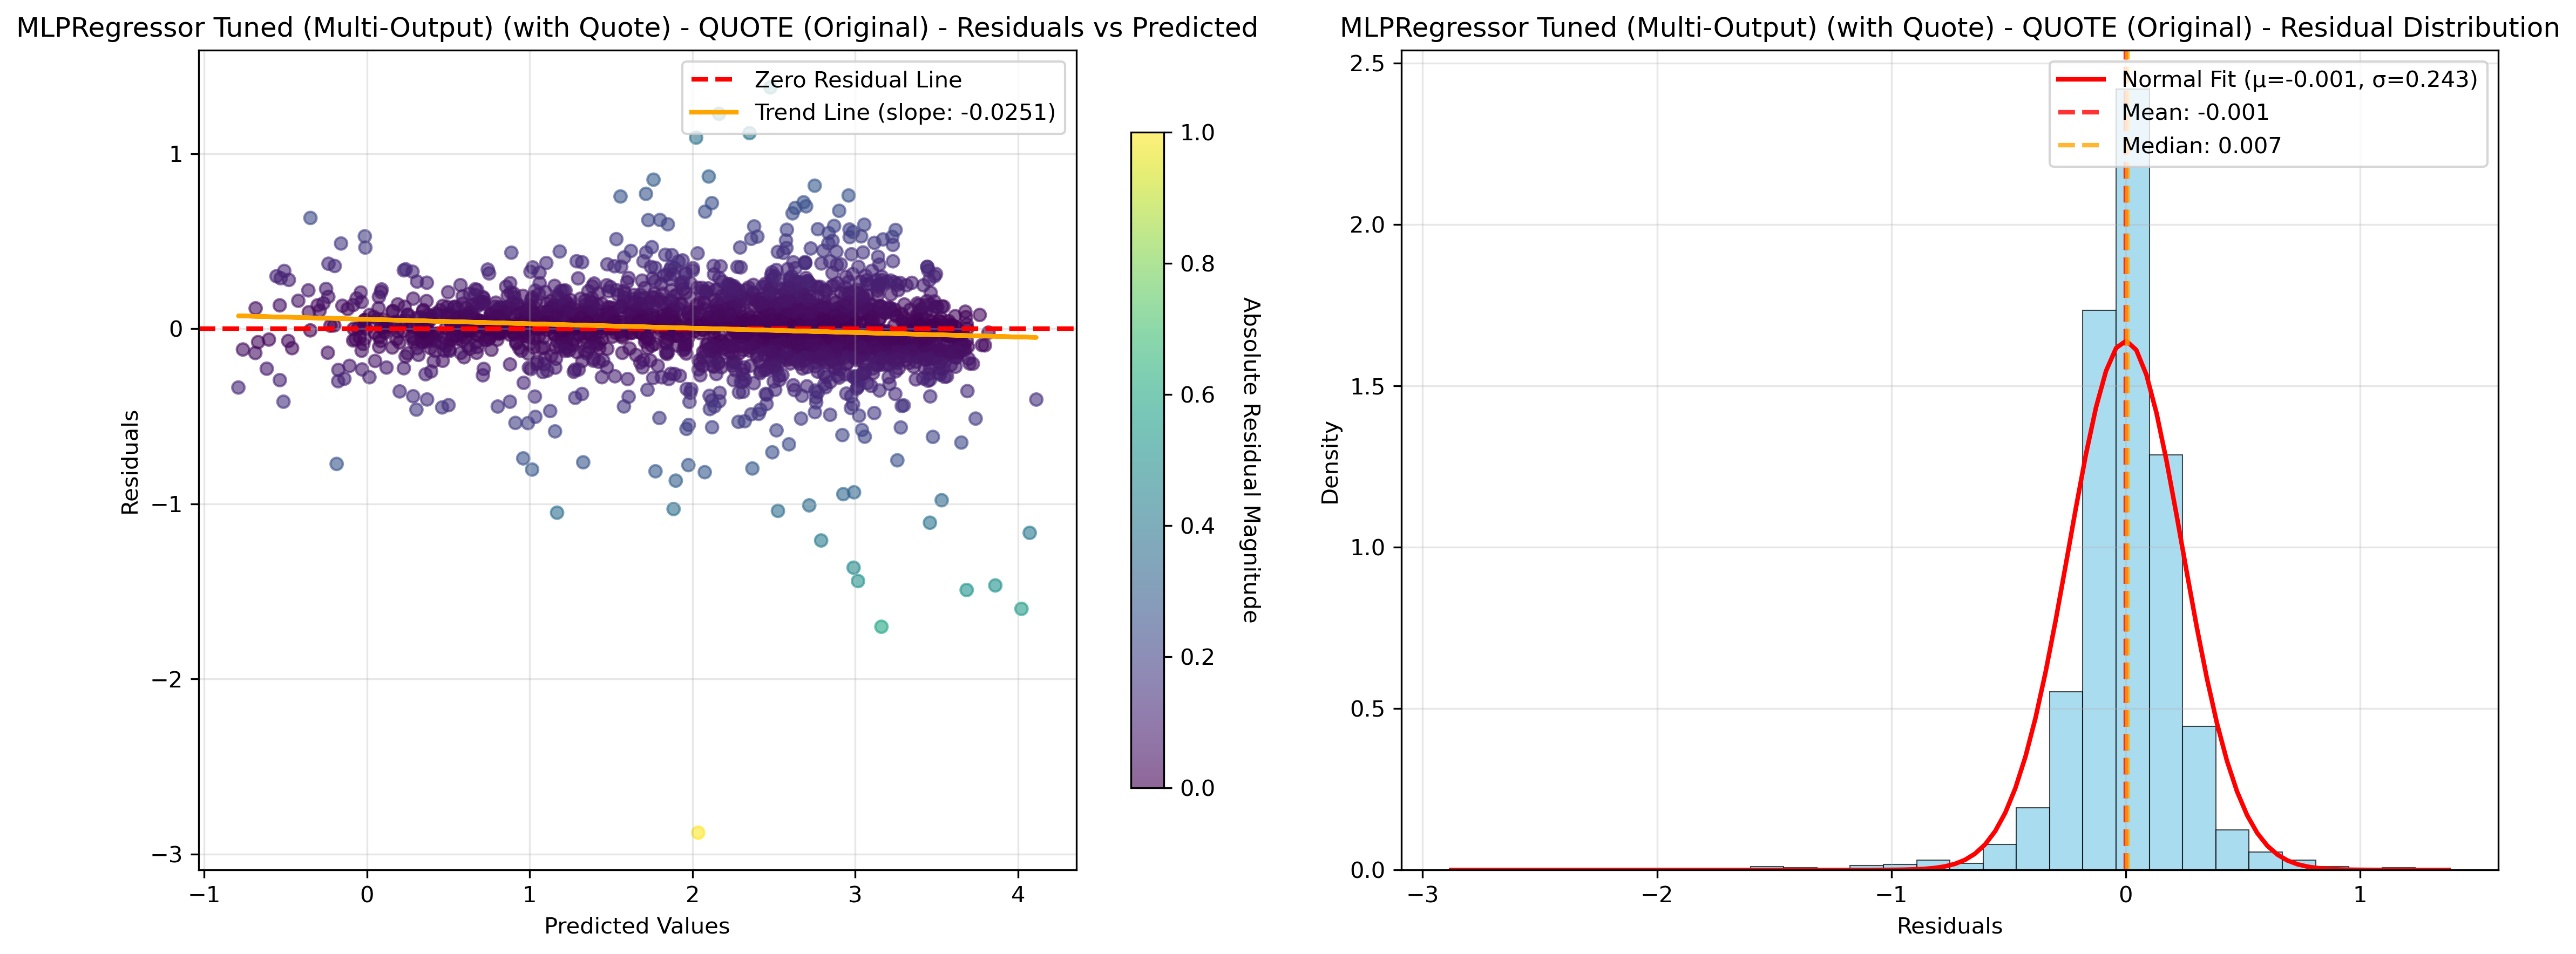 MLPRegressor Tuned (Multi-Output) (with Quote) - QUOTE (Original) - Residuals vs Predicted
Zero Residual Line
Trend Line (slope: -0.0251)
1
0
−1
−2
−3
Residuals
−1 0 1 2 3 4
Predicted Values
1.0
0.8
0.6
0.4
0.2
0.0
Absolute Residual Magnitude
MLPRegressor Tuned (Multi-Output) (with Quote) - QUOTE (Original) - Residual Distribution
Normal Fit (μ=-0.001, σ=0.243)
Mean: -0.001
Median: 0.007
2.5
2.0
1.5
1.0
0.5
0.0
Density
−3 −2 −1 0 1
Residuals